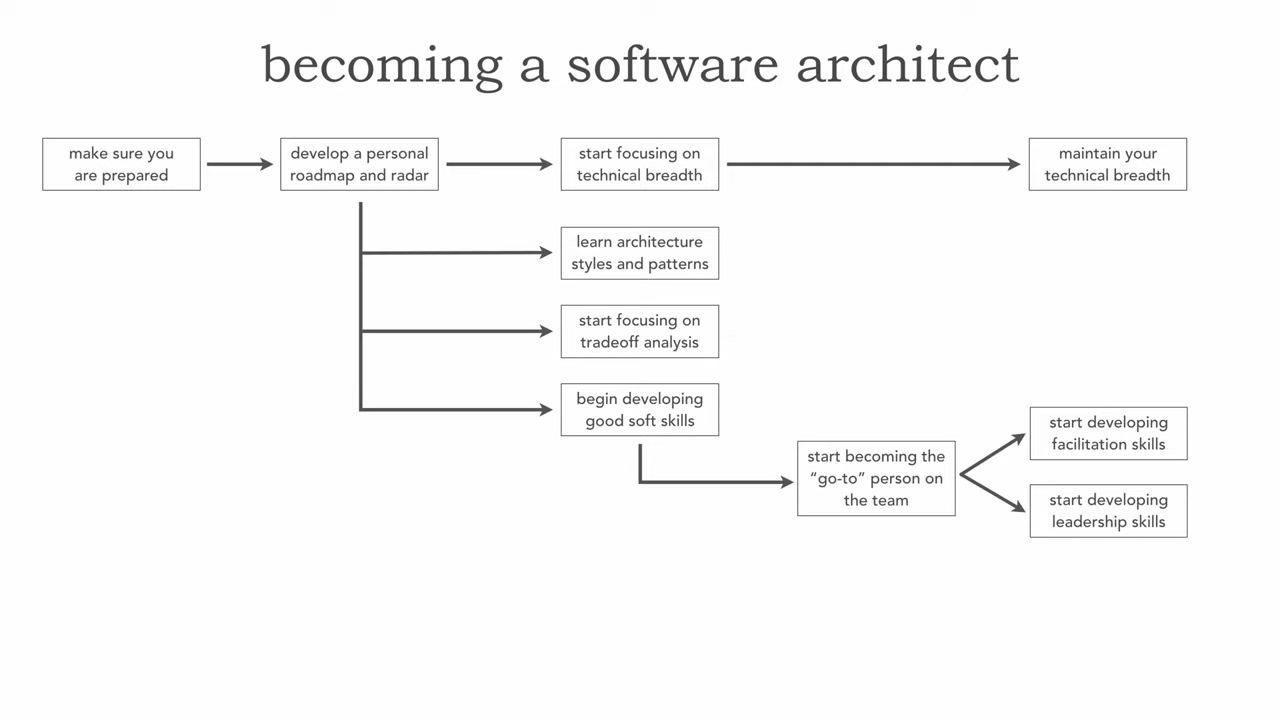 becoming a software architect
make sure you
are prepared
develop a personal
roadmap and radar
start focusing on
technical breadth
maintain your
technical breadth
learn architecture
styles and patterns
start focusing on
tradeoff analysis
begin developing
good soft skills
start becoming the
“go-to” person on
the team
start developing
facilitation skills
start developing
leadership skills